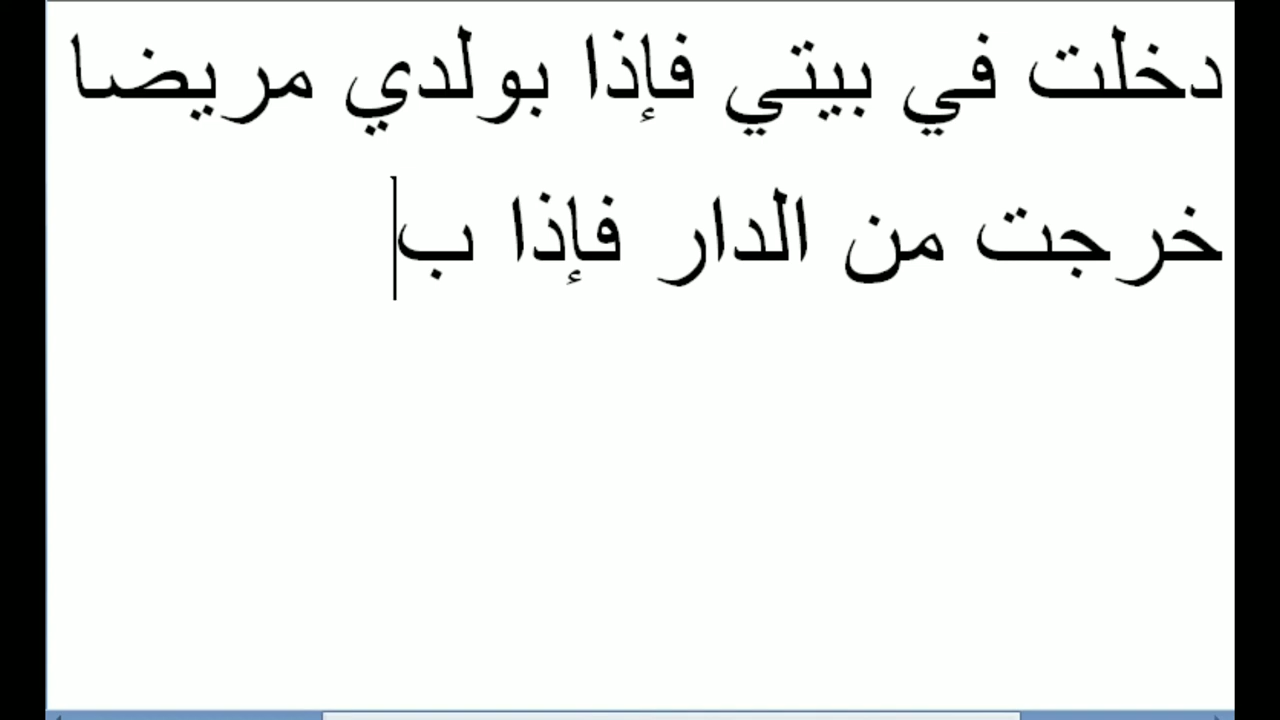 دخلت في بيتي فإذا بولدي مريضا
خرجت من الدار فإذا ب